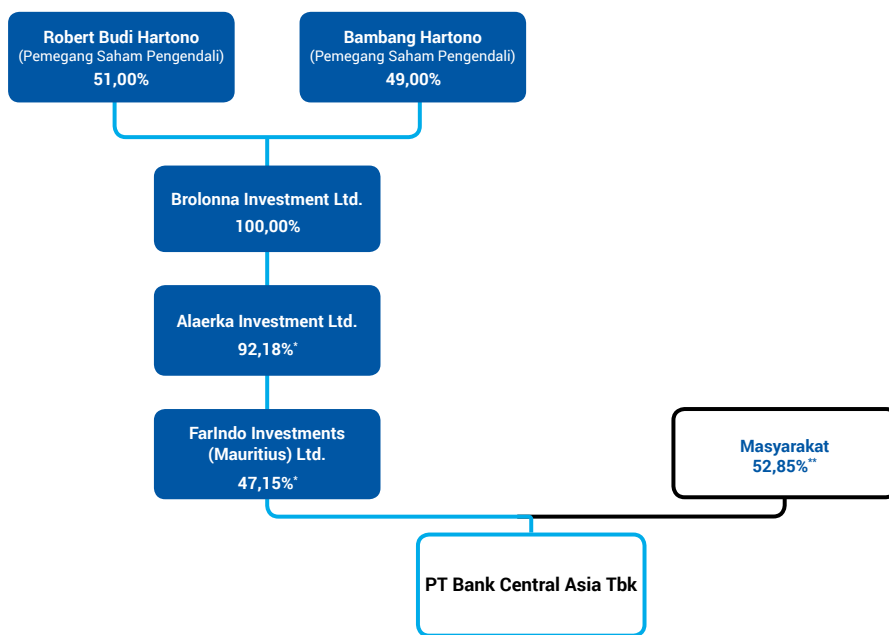 Robert Budi Hartono
(Pemegang Saham Pengendali)
51,00%
Bambang Hartono
(Pemegang Saham Pengendali)
49,00%
Brolonna Investment Ltd.
100,00%
Alaerka Investment Ltd.
92,18%*
FarIndo Investments
(Mauritius) Ltd.
47,15%*
Masyarakat
52,85%**
PT Bank Central Asia Tbk